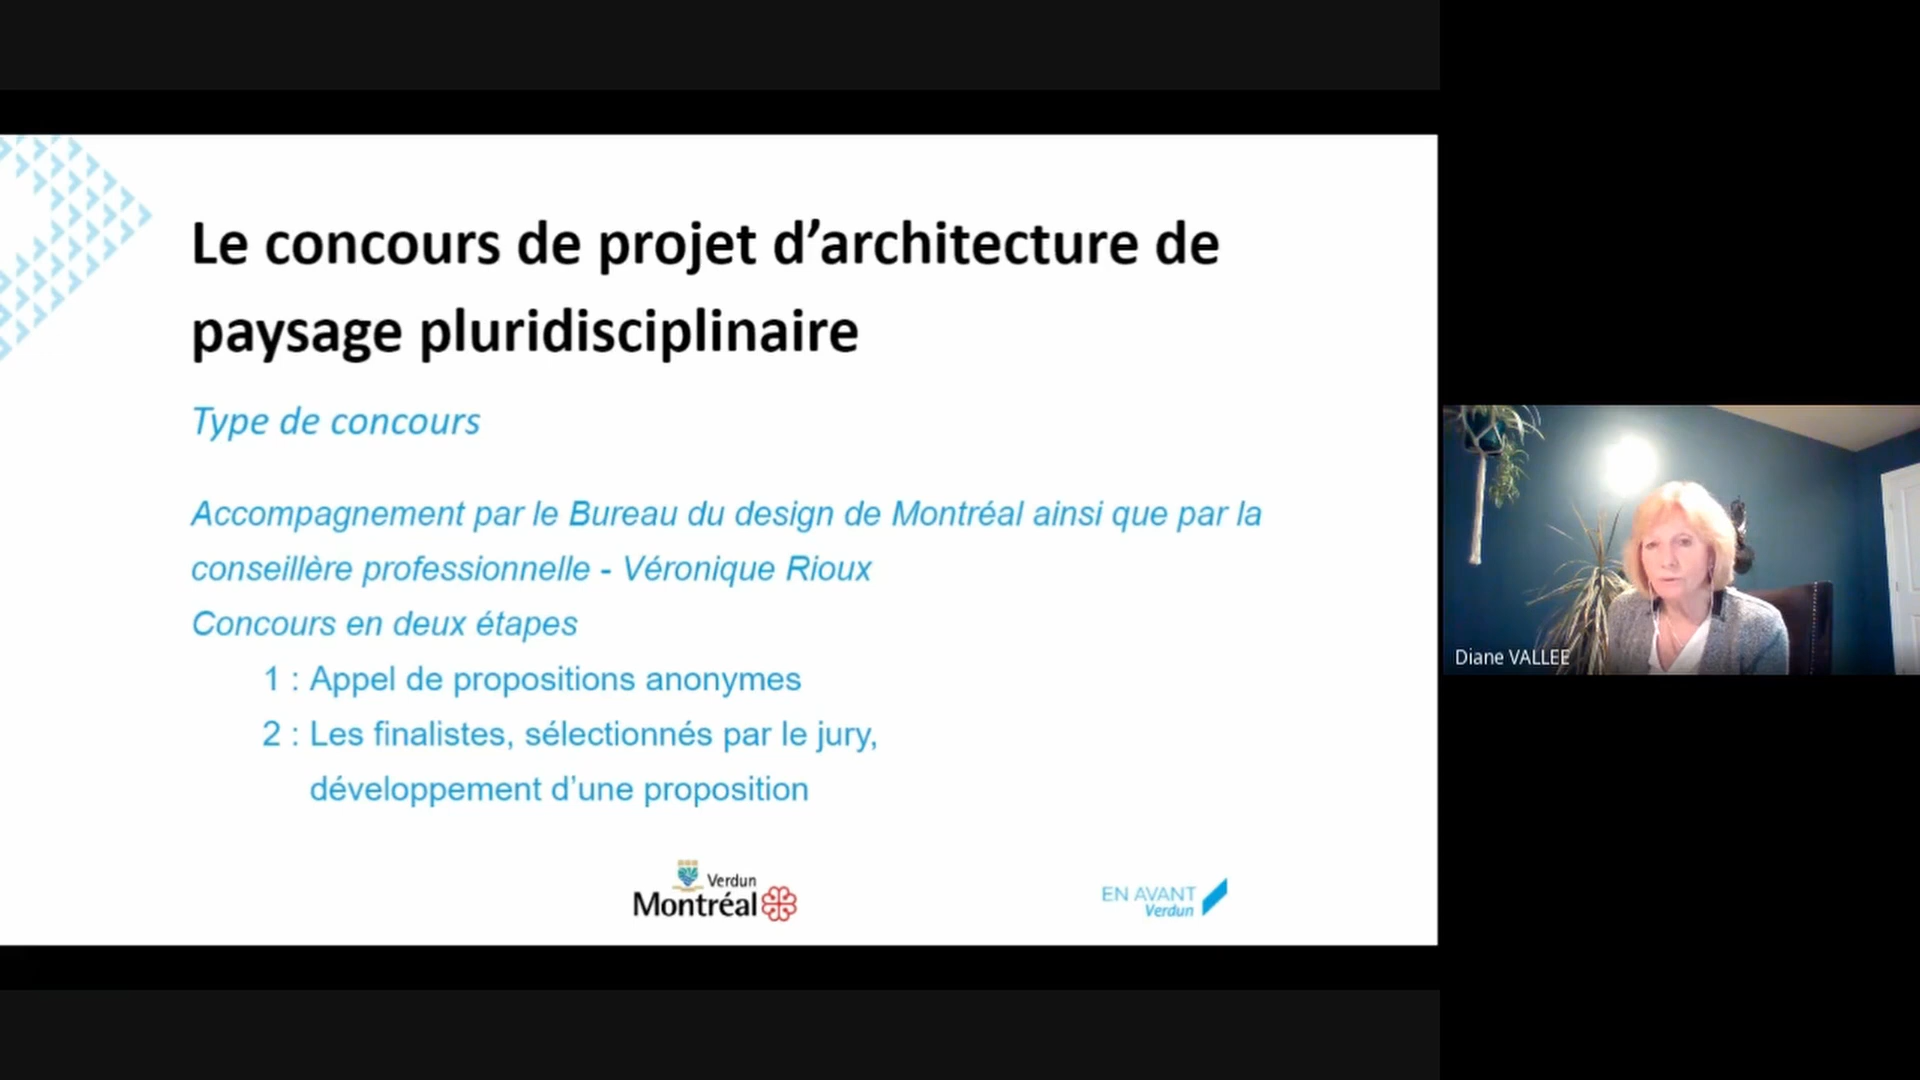 Le concours de projet d’architecture de
paysage pluridisciplinaire
Type de concours
Accompagnement par le Bureau du design de Montréal ainsi que par la
conseillère professionnelle - Véronique Rioux
Concours en deux étapes
1 : Appel de propositions anonymes
2 : Les finalistes, sélectionnés par le jury,
développement d’une proposition
Verdun
Montréal
EN AVANT
Verdun
Diane VALLEE